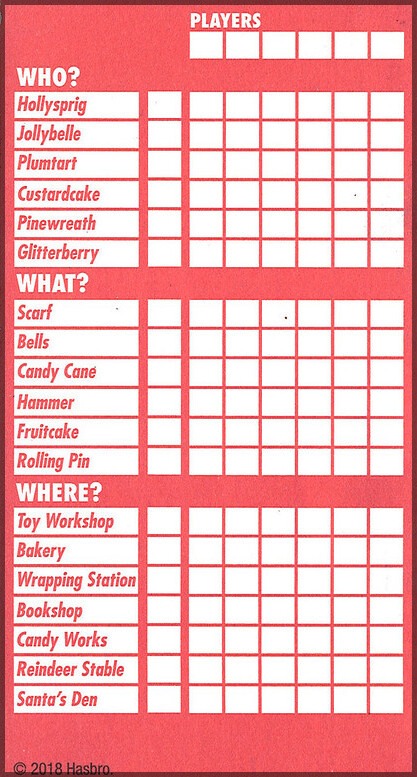 PLAYERS
WHO?
Hollysprig
Jollybelle
Plumtart
Custardcake
Pinewreath
Glitterberry
WHAT?
Scarf
Bells
Candy Cane
Hammer
Fruitcake
Rolling Pin
WHERE?
Toy Workshop
Bakery
Wrapping Station
Bookshop
Candy Works
Reindeer Stable
Santa's Den
© 2018 Hasbro.